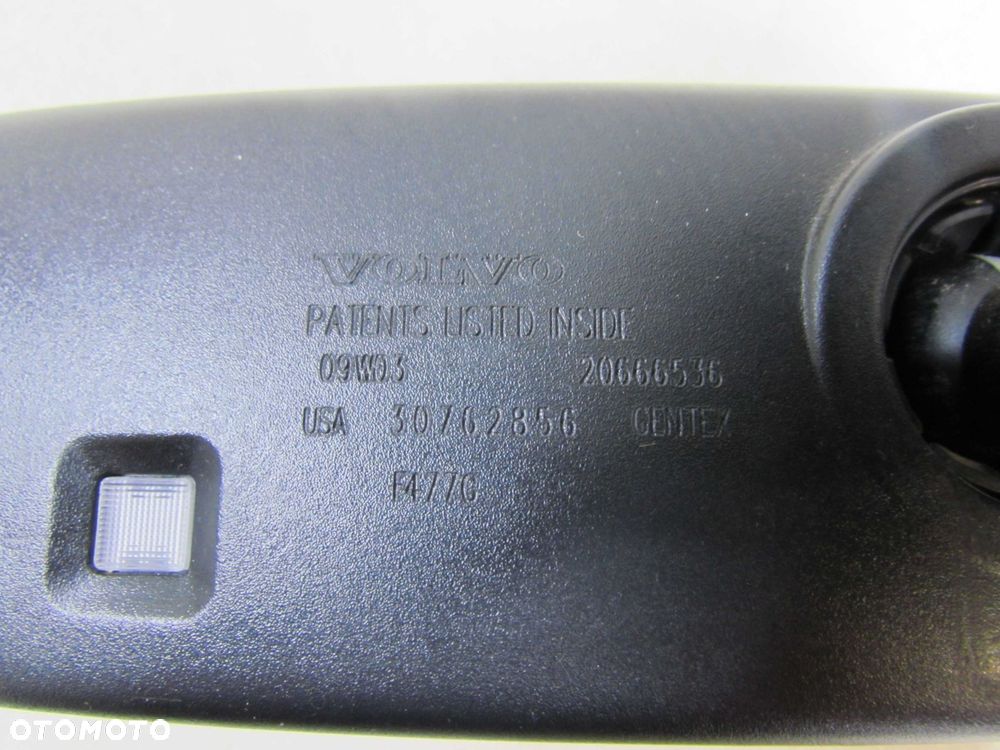 VOLVO
PATENTS LISTED INSIDE
09W03 20666536
USA 30762856 GENTEX
F477G
OTOMOTO